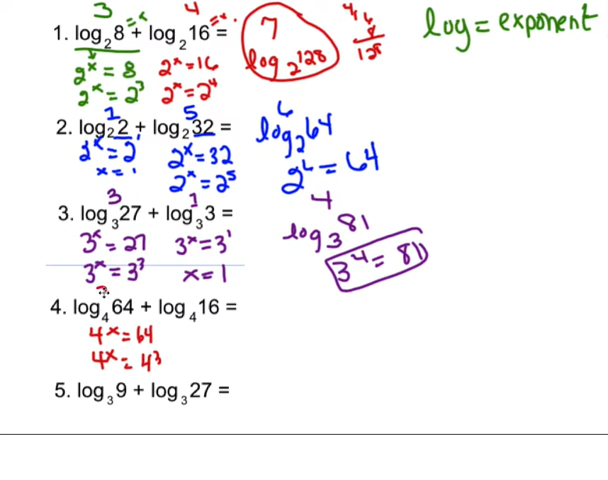 log = exponent
3 =x 4 =x
1. log₂8 + log₂16 =
7
log₂128
2ˣ = 8 2ˣ = 16
2ˣ = 2³ 2ˣ = 2⁴
1 5 6
2. log₂2 + log₂32 = log₂64
2ˣ = 2¹ 2ˣ = 32 2⁶ = 64
x = 1 2ˣ = 2⁵
3 1 4
3. log₃27 + log₃3 = log₃81
3ˣ = 27 3ˣ = 3¹ 3⁴ = 81
3ˣ = 3³ x = 1
3
4. log₄64 + log₄16 =
4ˣ = 64
4ˣ = 4³
5. log₃9 + log₃27 =